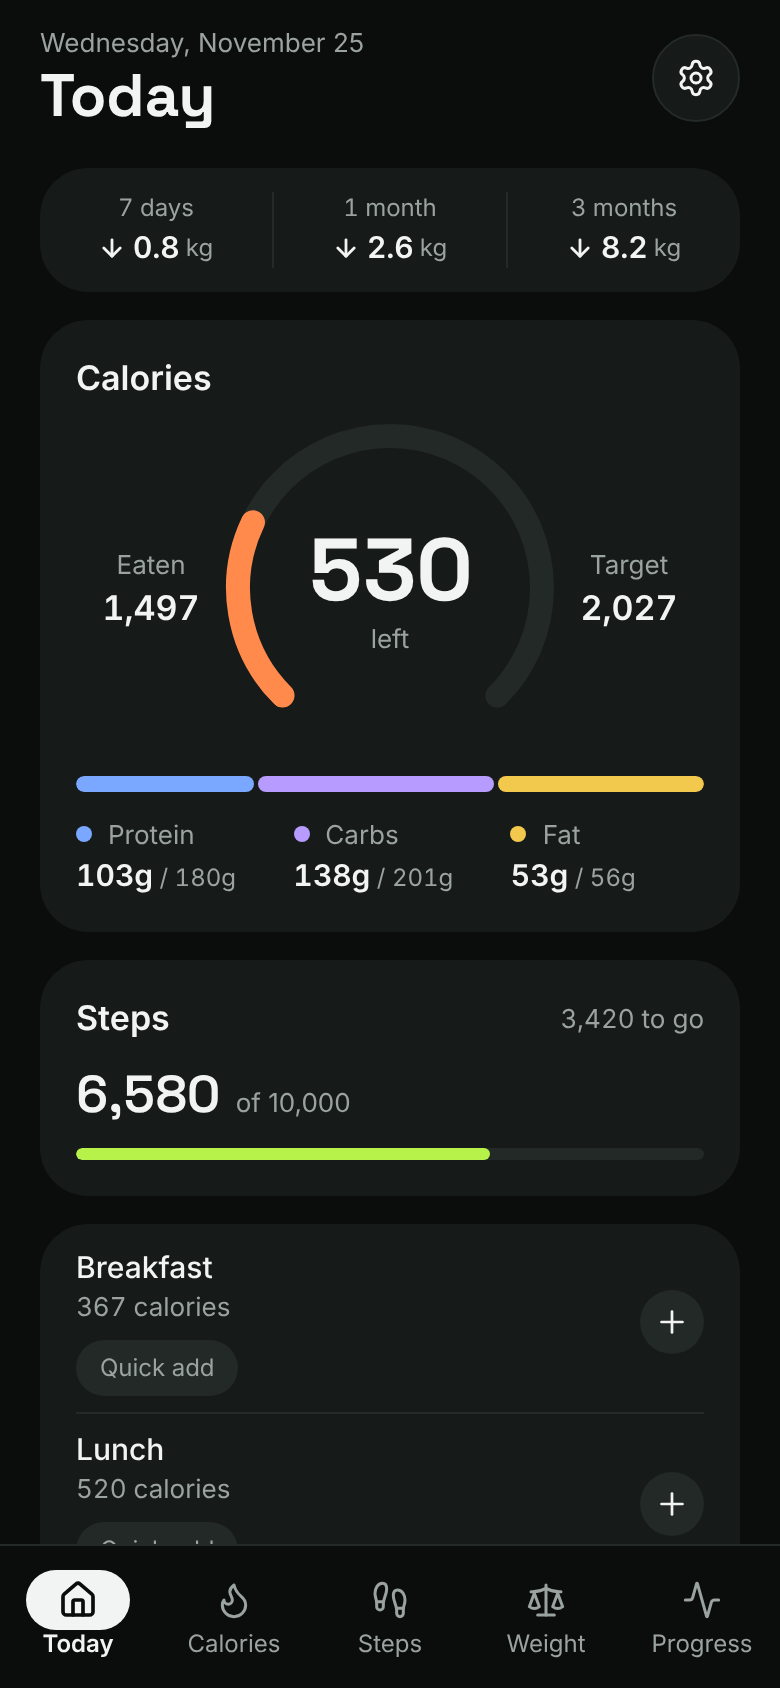 Wednesday, November 25
Today
7 days
↓ 0.8 kg
1 month
↓ 2.6 kg
3 months
↓ 8.2 kg
Calories
Eaten
1,497
530
left
Target
2,027
Protein
103g / 180g
Carbs
138g / 201g
Fat
53g / 56g
Steps
3,420 to go
6,580 of 10,000
Breakfast
367 calories
Quick add
Lunch
520 calories
Today
Calories
Steps
Weight
Progress